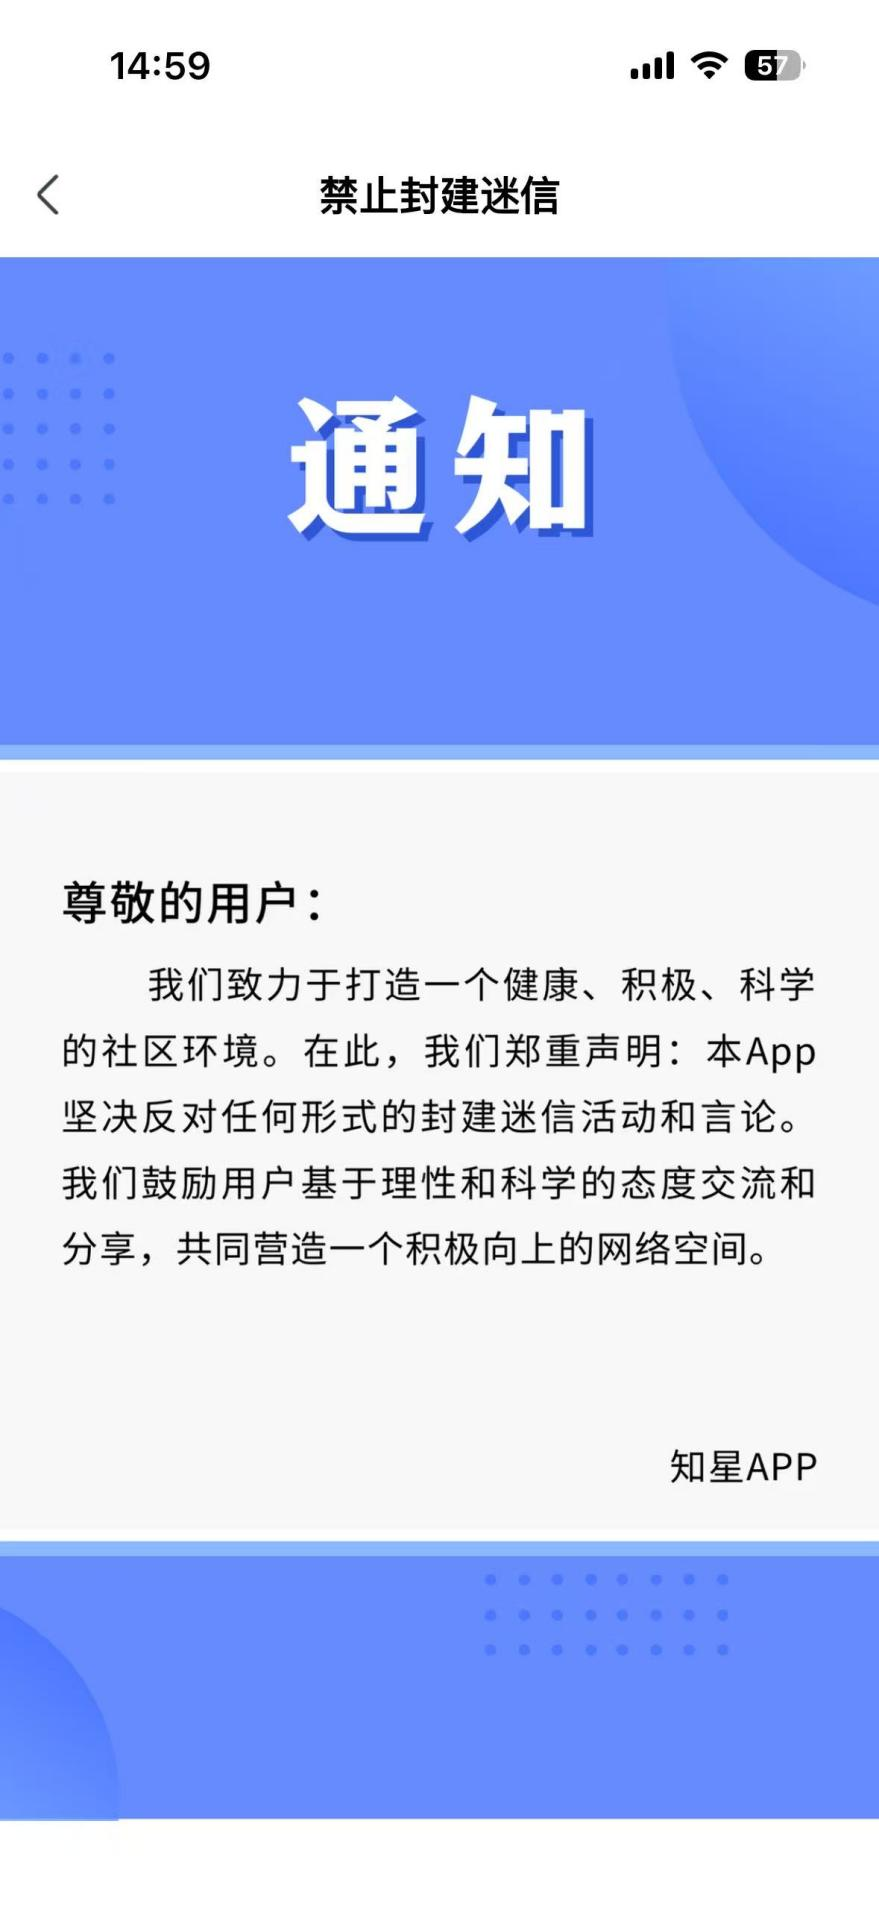 14:59
57
禁止封建迷信
通知
尊敬的用户：
我们致力于打造一个健康、积极、科学
的社区环境。在此，我们郑重声明：本App
坚决反对任何形式的封建迷信活动和言论。
我们鼓励用户基于理性和科学的态度交流和
分享，共同营造一个积极向上的网络空间。
知星APP